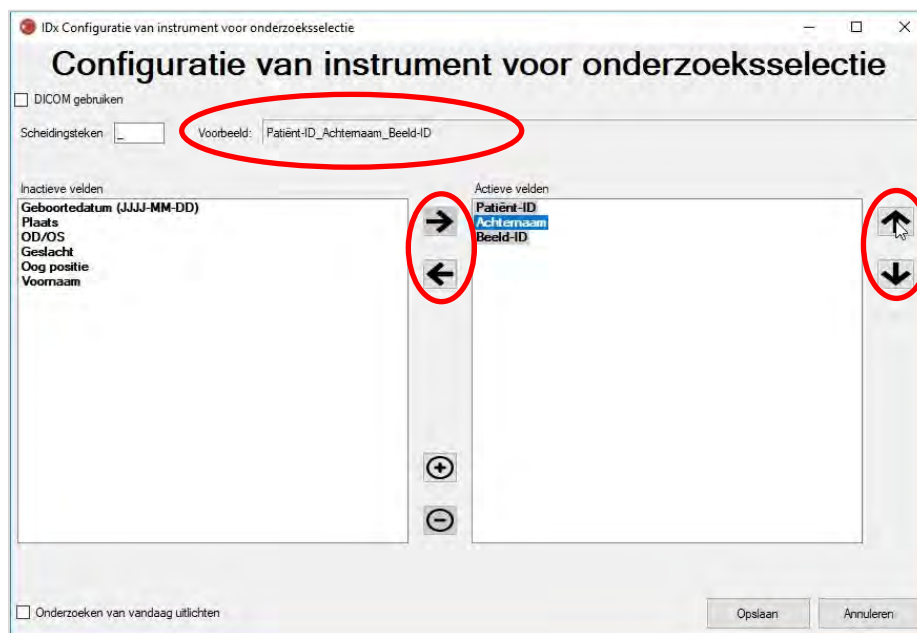 IDx Configuratie van instrument voor onderzoeksselectie
Configuratie van instrument voor onderzoeksselectie
DICOM gebruiken
Scheidingsteken _ Voorbeeld: Patiënt-ID_Achternaam_Beeld-ID
Inactieve velden
Geboortedatum (JJJJ-MM-DD)
Plaats
OD/OS
Geslacht
Oog positie
Voornaam
Actieve velden
Patiënt-ID
Achternaam
Beeld-ID
Onderzoeken van vandaag uitlichten
Opslaan Annuleren